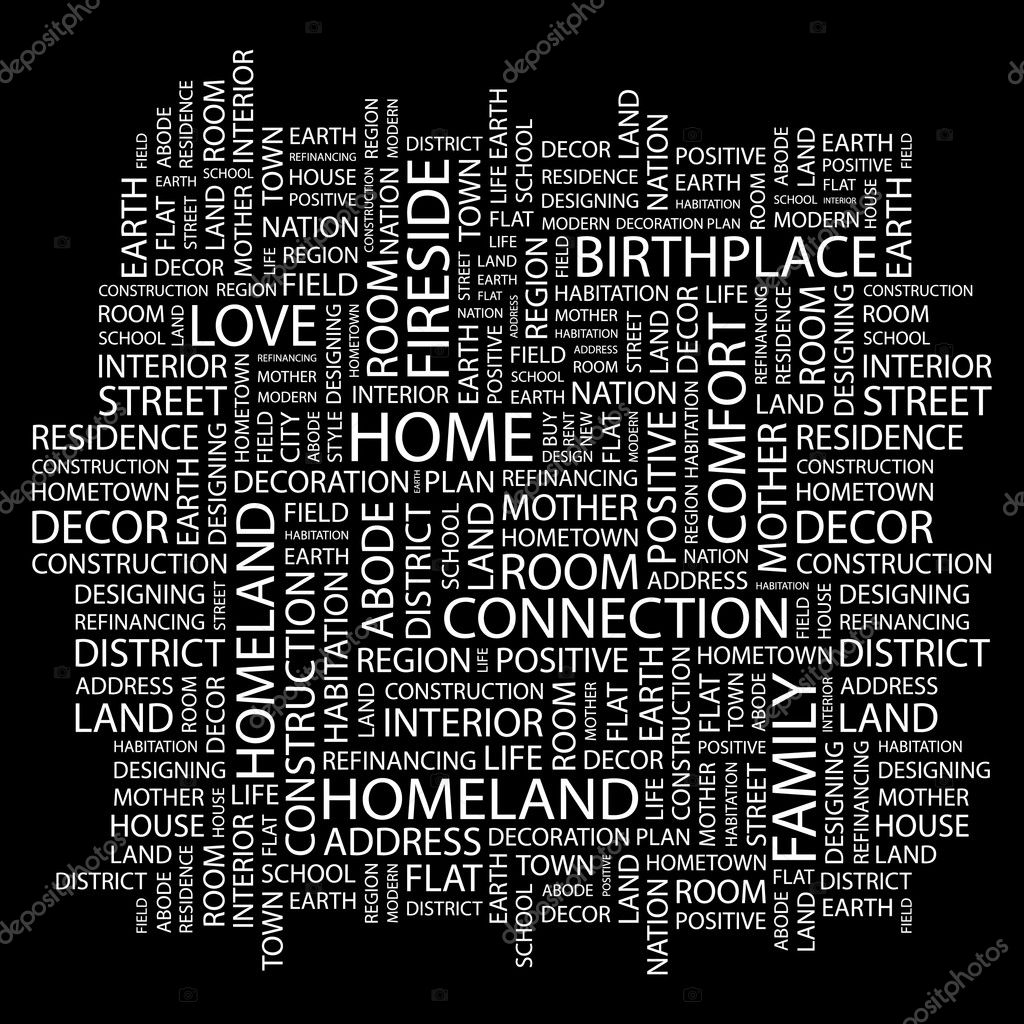 depositphotos
INTERIOR
RESIDENCE
ROOM
LAND
EARTH
REGION
MODERN
ABODE
FIELD
TOWN
EARTH
DISTRICT
DECOR
NATION
POSITIVE
ABODE
LAND
EARTH
FIELD
REFINANCING
SCHOOL
HOUSE
EARTH
POSITIVE
RESIDENCE
EARTH
POSITIVE
FLAT
SCHOOL
INTERIOR
HOUSE
DESIGNING
HABITATION
EARTH
FLAT
STREET
LAND
MOTHER
NATION
CONSTRUCTION
NATION
FIRESIDE
TOWN
LIFE
SCHOOL
FLAT
MODERN
DECORATION PLAN
ROOM
MODERN
EARTH
DECOR
LIFE
REGION
LIFE
LAND
EARTH
FLAT
NATION
STREET
ADDRESS
REGION
FIELD
BIRTHPLACE
CONSTRUCTION
REGION
FIELD
ROOM
HABITATION
DECOR
LIFE
REFINANCING
RESIDENCE
ROOM
DESIGNING
CONSTRUCTION
ROOM
SCHOOL
LAND
LOVE
DESIGNING
HOMETOWN
MOTHER
HABITATION
STREET
LAND
COMFORT
ROOM
SCHOOL
INTERIOR
HOMETOWN
REFINANCING
MOTHER
MODERN
EARTH
POSITIVE
FIELD
SCHOOL
EARTH
ADDRESS
ROOM
INTERIOR
STREET
INTERIOR
NATION
LAND
STREET
RESIDENCE
FIELD
CITY
ABODE
STYLE
HOME
BUY
RENT
NEW
DESIGN
FLAT
MODERN
POSITIVE
HABITATION
REGION
MOTHER
RESIDENCE
CONSTRUCTION
HOMETOWN
EARTH
DESIGNING
DECORATION
EARTH
PLAN
REFINANCING
CONSTRUCTION
HOMETOWN
DECOR
HOMELAND
FIELD
HABITATION
EARTH
ABODE
DISTRICT
SCHOOL
LAND
MOTHER
HOMETOWN
DECOR
CONSTRUCTION
ROOM
NATION
ADDRESS
HABITATION
CONSTRUCTION
DESIGNING
REFINANCING
STREET
CONSTRUCTION
HABITATION
CONNECTION
FIELD
HOUSE
DESIGNING
REFINANCING
DISTRICT
REGION
LIFE
POSITIVE
EARTH
CONSTRUCTION
HOMETOWN
DISTRICT
ADDRESS
ROOM
DECOR
LAND
CONSTRUCTION
ROOM
MOTHER
FLAT
FLAT
TOWN
ABODE
FAMILY
INTERIOR
ADDRESS
LAND
INTERIOR
LAND
HABITATION
REFINANCING
LIFE
DECOR
POSITIVE
DESIGNING
REFINANCING
HABITATION
DESIGNING
MOTHER
HOUSE
LIFE
HOMELAND
LIFE
MOTHER
HABITATION
STREET
DESIGNING
MOTHER
HOUSE
INTERIOR
FLAT
ADDRESS
DECORATION PLAN
HOUSE
LAND
ROOM
SCHOOL
REGION
MODERN
FLAT
EARTH
TOWN
POSITIVE
LAND
HOMETOWN
LAND
DISTRICT
ABODE
RESIDENCE
ABODE
NATION
ROOM
FLAT
DISTRICT
FIELD
TOWN
EARTH
DISTRICT
SCHOOL
DECOR
POSITIVE
ABODE
LAND
EARTH
FIELD